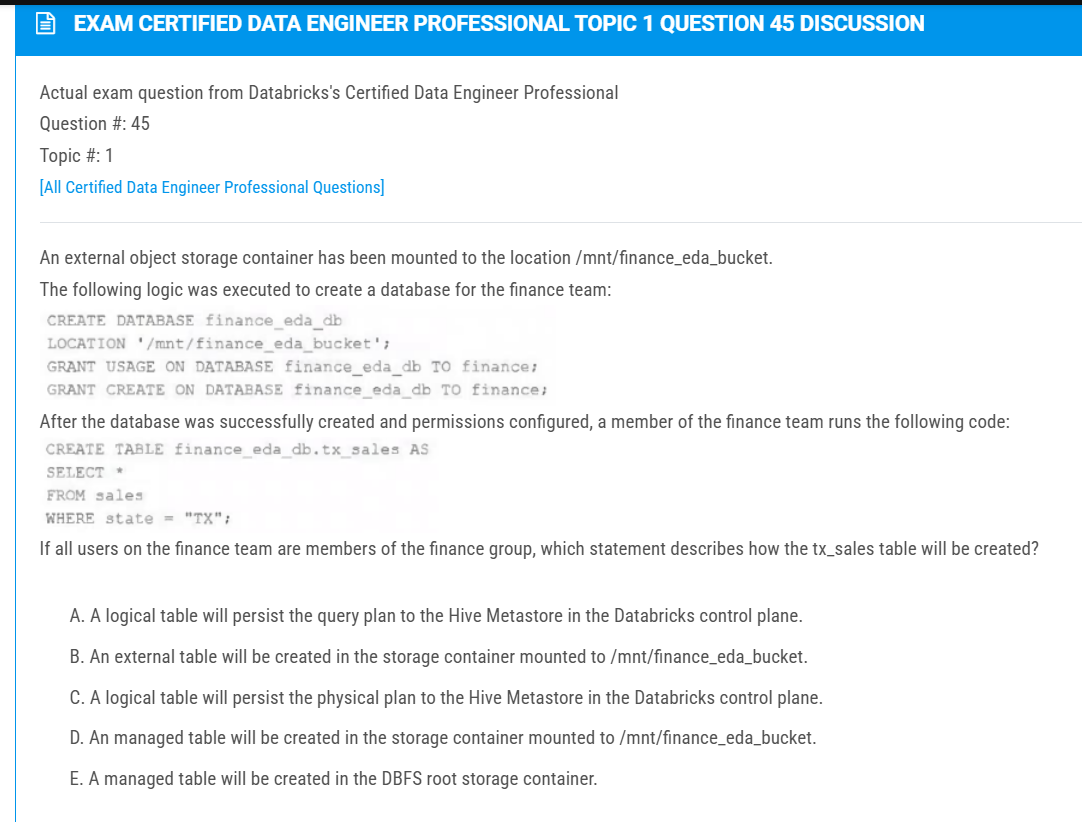 EXAM CERTIFIED DATA ENGINEER PROFESSIONAL TOPIC 1 QUESTION 45 DISCUSSION
Actual exam question from Databricks's Certified Data Engineer Professional
Question #: 45
Topic #: 1
[All Certified Data Engineer Professional Questions]
An external object storage container has been mounted to the location /mnt/finance_eda_bucket.
The following logic was executed to create a database for the finance team:
CREATE DATABASE finance_eda_db
LOCATION '/mnt/finance_eda_bucket';
GRANT USAGE ON DATABASE finance_eda_db TO finance;
GRANT CREATE ON DATABASE finance_eda_db TO finance;
After the database was successfully created and permissions configured, a member of the finance team runs the following code:
CREATE TABLE finance_eda_db.tx_sales AS
SELECT *
FROM sales
WHERE state = "TX";
If all users on the finance team are members of the finance group, which statement describes how the tx_sales table will be created?
A. A logical table will persist the query plan to the Hive Metastore in the Databricks control plane.
B. An external table will be created in the storage container mounted to /mnt/finance_eda_bucket.
C. A logical table will persist the physical plan to the Hive Metastore in the Databricks control plane.
D. An managed table will be created in the storage container mounted to /mnt/finance_eda_bucket.
E. A managed table will be created in the DBFS root storage container.